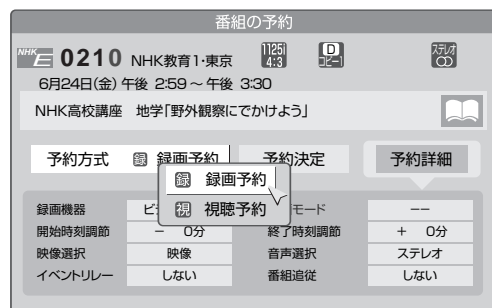 番組の予約
NHK E 0210 NHK教育1・東京 1125i 4:3 D コピー1 ステレオ
6月24日(金) 午後 2:59 ~ 午後 3:30
NHK高校講座 地学「野外観察にでかけよう」
予約方式 録 録画予約 予約決定 予約詳細
録 録画予約
視 視聴予約
録画機器 ビ モード --
開始時刻調節 - 0分 終了時刻調節 + 0分
映像選択 映像 音声選択 ステレオ
イベントリレー しない 番組追従 しない